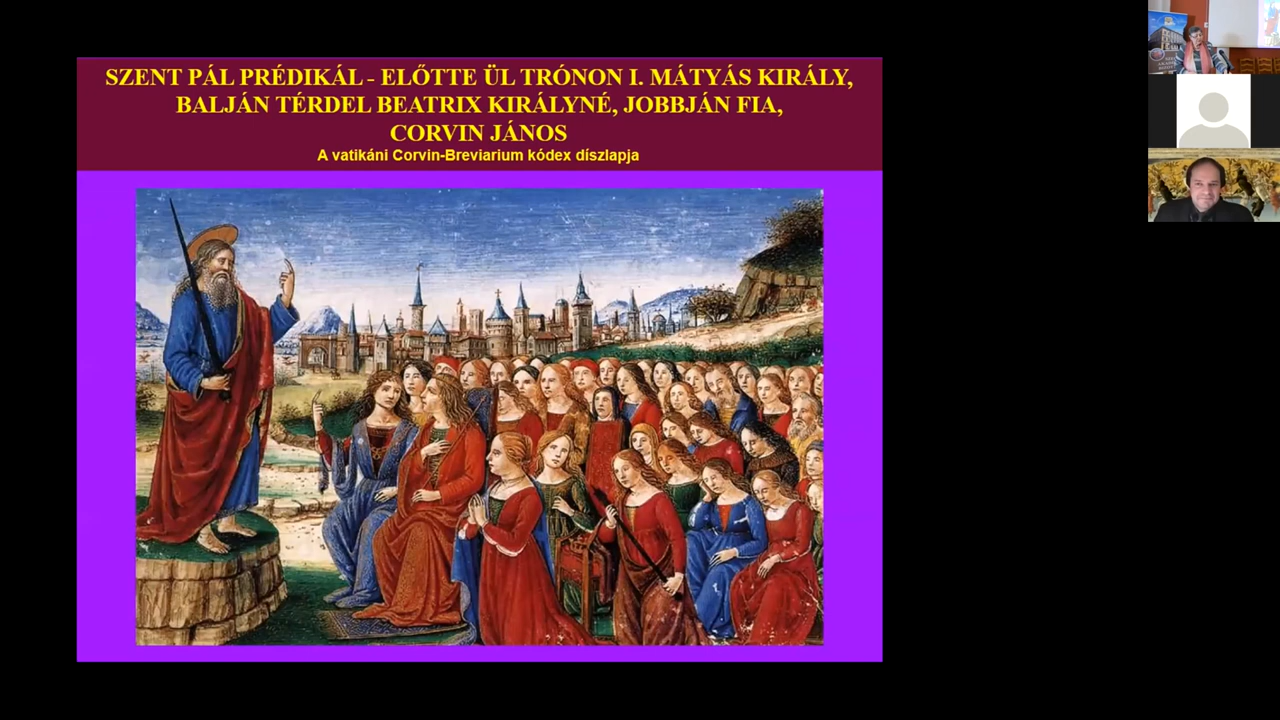 SZENT PÁL PRÉDIKÁL - ELŐTTE ÜL TRÓNON I. MÁTYÁS KIRÁLY,
BALJÁN TÉRDEL BEATRIX KIRÁLYNÉ, JOBBJÁN FIA,
CORVIN JÁNOS
A vatikáni Corvin-Breviarium kódex díszlapja